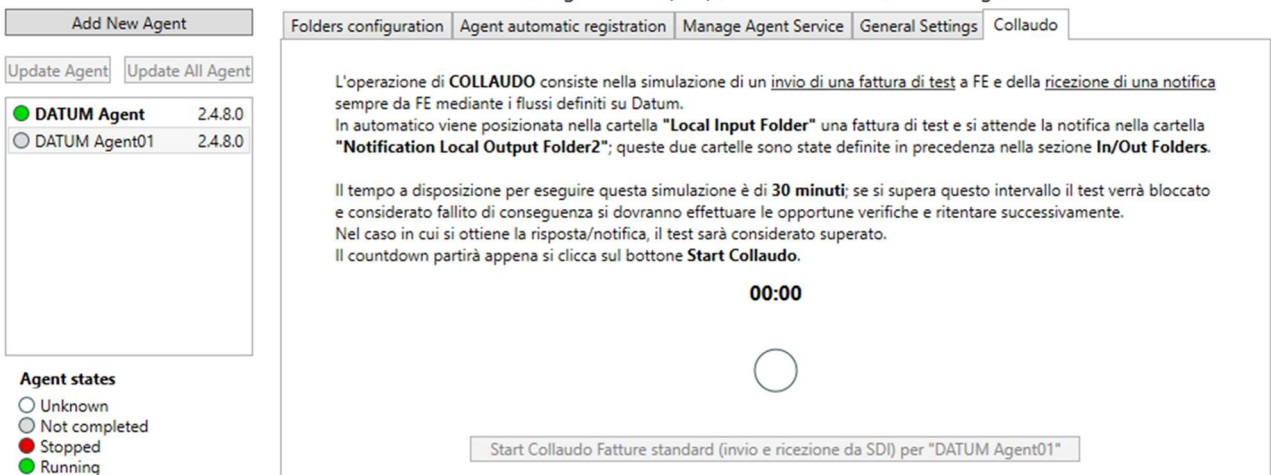 Add New Agent
Folders configuration
Agent automatic registration
Manage Agent Service
General Settings
Collaudo
Update Agent
Update All Agent
DATUM Agent 2.4.8.0
DATUM Agent01 2.4.8.0
L'operazione di COLLAUDO consiste nella simulazione di un invio di una fattura di test a FE e della ricezione di una notifica
sempre da FE mediante i flussi definiti su Datum.
In automatico viene posizionata nella cartella "Local Input Folder" una fattura di test e si attende la notifica nella cartella
"Notification Local Output Folder2"; queste due cartelle sono state definite in precedenza nella sezione In/Out Folders.
Il tempo a disposizione per eseguire questa simulazione è di 30 minuti; se si supera questo intervallo il test verrà bloccato
e considerato fallito di conseguenza si dovranno effettuare le opportune verifiche e ritentare successivamente.
Nel caso in cui si ottiene la risposta/notifica, il test sarà considerato superato.
Il countdown partirà appena si clicca sul bottone Start Collaudo.
00:00
Agent states
Unknown
Not completed
Stopped
Running
Start Collaudo Fatture standard (invio e ricezione da SDI) per "DATUM Agent01"